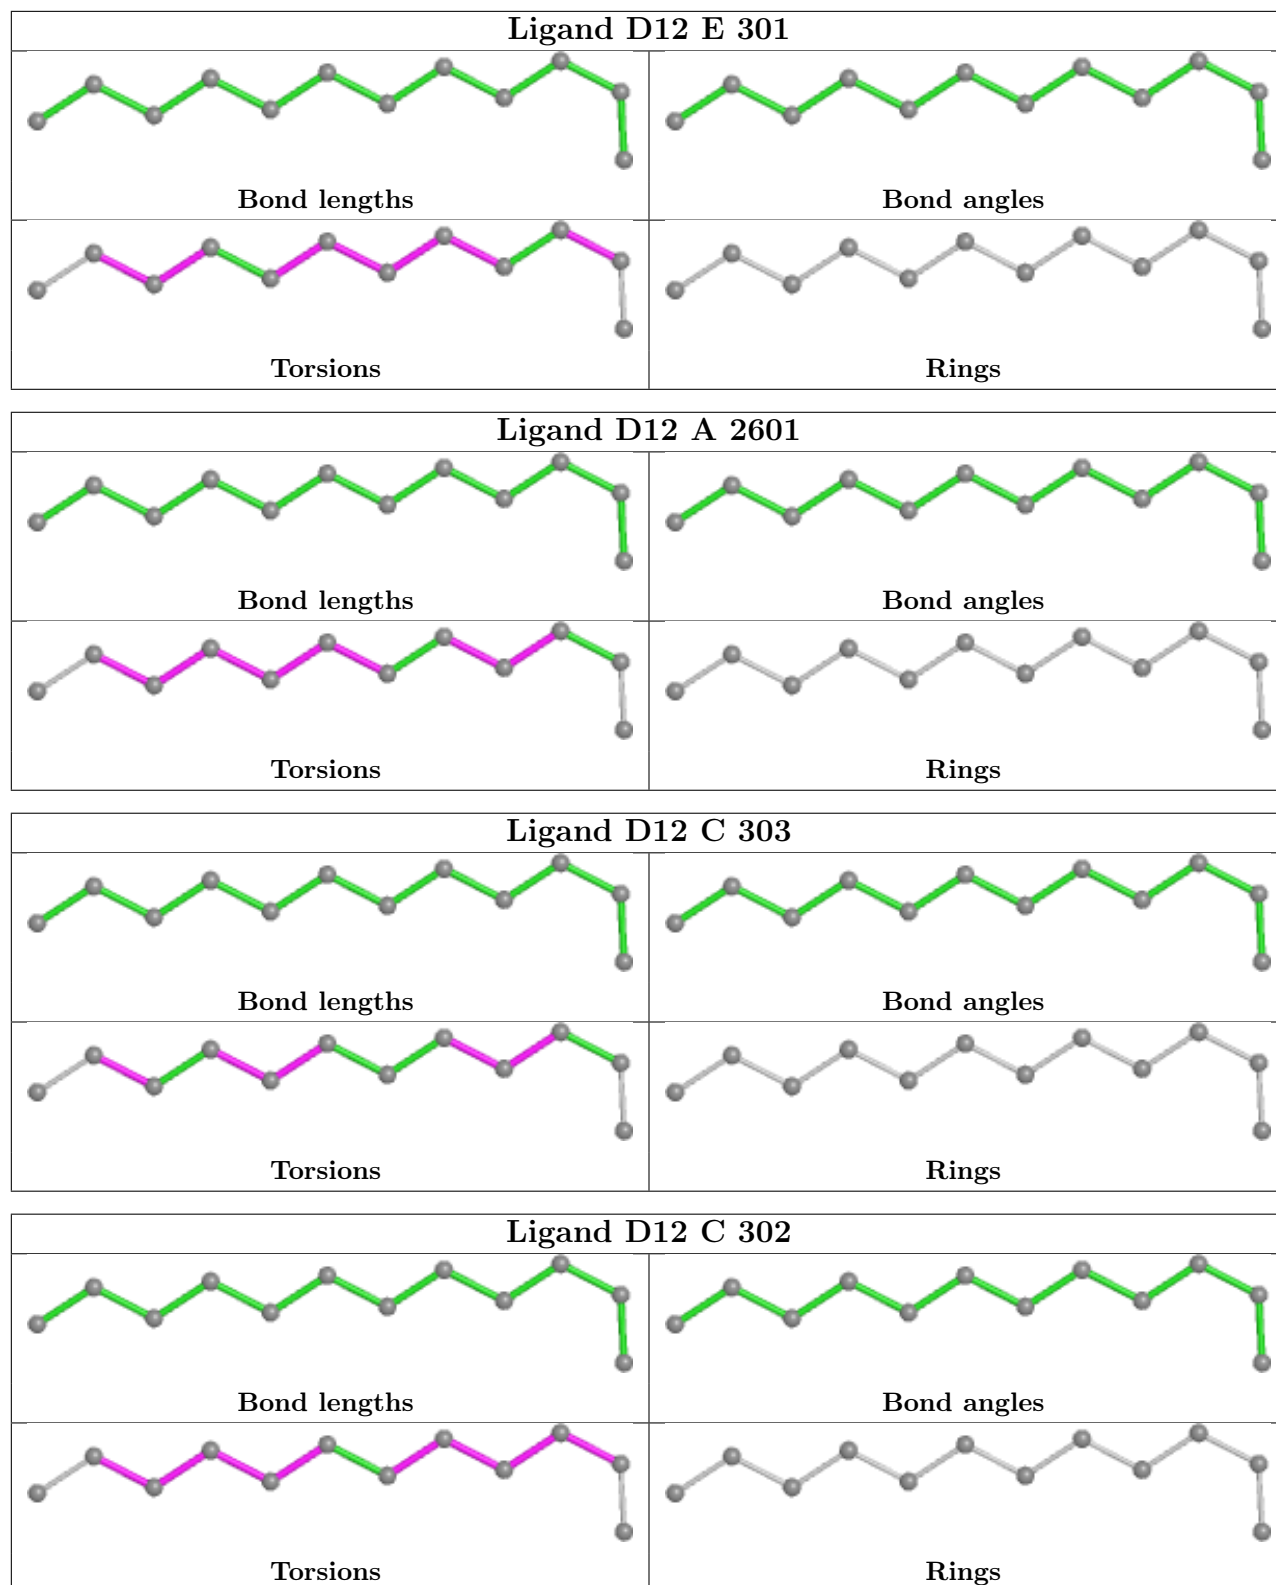 Ligand D12 E 301
Bond lengths Bond angles
Torsions Rings
Ligand D12 A 2601
Bond lengths Bond angles
Torsions Rings
Ligand D12 C 303
Bond lengths Bond angles
Torsions Rings
Ligand D12 C 302
Bond lengths Bond angles
Torsions Rings